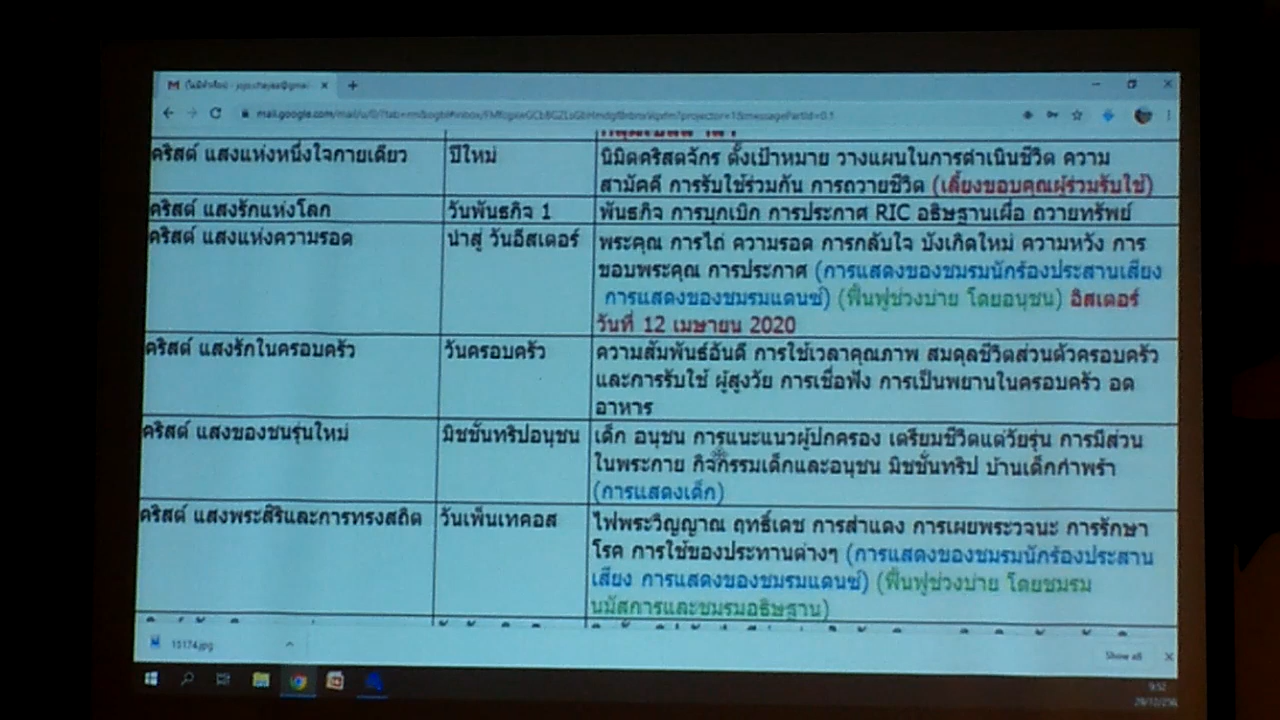 mail.google.com/mail/u/0/
คริสต์ แสงแห่งหนึ่งใจกายเดียว
ปีใหม่
นิมิตคริสตจักร ตั้งเป้าหมาย วางแผนในการดำเนินชีวิต ความ
สามัคคี การรับใช้ร่วมกัน การถวายชีวิต (เลี้ยงขอบคุณผู้ร่วมรับใช้)
คริสต์ แสงรักแห่งโลก
วันพันธกิจ 1
พันธกิจ การบุกเบิก การประกาศ RIC อธิษฐานเผื่อ ถวายทรัพย์
คริสต์ แสงแห่งความรอด
นำสู่ วันอีสเตอร์
พระคุณ การไถ่ ความรอด การกลับใจ บังเกิดใหม่ ความหวัง การ
ขอบพระคุณ การประกาศ (การแสดงของชมรมนักร้องประสานเสียง
การแสดงของชมรมแดนซ์) (ฟื้นฟูช่วงบ่าย โดยอนุชน) อิสเตอร์
วันที่ 12 เมษายน 2020
คริสต์ แสงรักในครอบครัว
วันครอบครัว
ความสัมพันธ์อันดี การใช้เวลาคุณภาพ สมดุลชีวิตส่วนตัวครอบครัว
และการรับใช้ ผู้สูงวัย การเชื่อฟัง การเป็นพยานในครอบครัว อด
อาหาร
คริสต์ แสงของชนรุ่นใหม่
มิชชั่นทริปอนุชน
เด็ก อนุชน การแนะแนวผู้ปกครอง เตรียมชีวิตแต่วัยรุ่น การมีส่วน
ในพระกาย กิจกรรมเด็กและอนุชน มิชชั่นทริป บ้านเด็กกำพร้า
(การแสดงเด็ก)
คริสต์ แสงพระสิริและการทรงสถิต
วันเพ็นเทคอส
ไฟพระวิญญาณ ฤทธิ์เดช การสำแดง การเผยพระวจนะ การรักษา
โรค การใช้ของประทานต่างๆ (การแสดงของชมรมนักร้องประสาน
เสียง การแสดงของชมรมแดนซ์) (ฟื้นฟูช่วงบ่าย โดยชมรม
นมัสการและชมรมอธิษฐาน)
15174.jpg
Show all
9:52